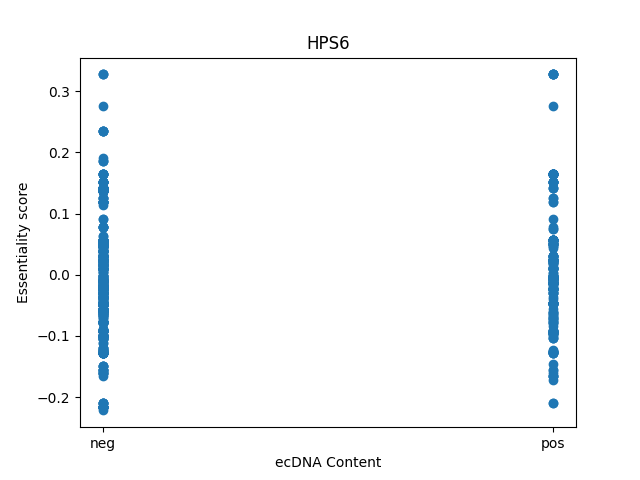 HPS6
Essentiality score
0.3
0.2
0.1
0.0
−0.1
−0.2
neg
pos
ecDNA Content